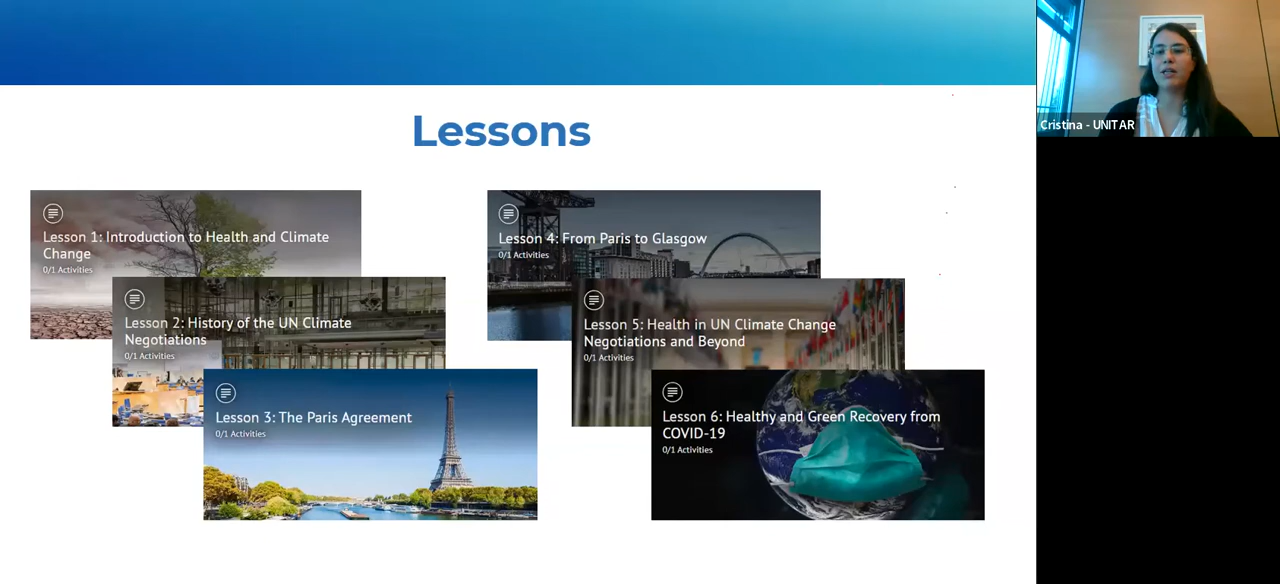 Lessons
Lesson 1: Introduction to Health and Climate
Change
0/1 Activities
Lesson 2: History of the UN Climate
Negotiations
0/1 Activities
Lesson 3: The Paris Agreement
0/1 Activities
Lesson 4: From Paris to Glasgow
0/1 Activities
Lesson 5: Health in UN Climate Change
Negotiations and Beyond
0/1 Activities
Lesson 6: Healthy and Green Recovery from
COVID-19
0/1 Activities
Cristina - UNITAR